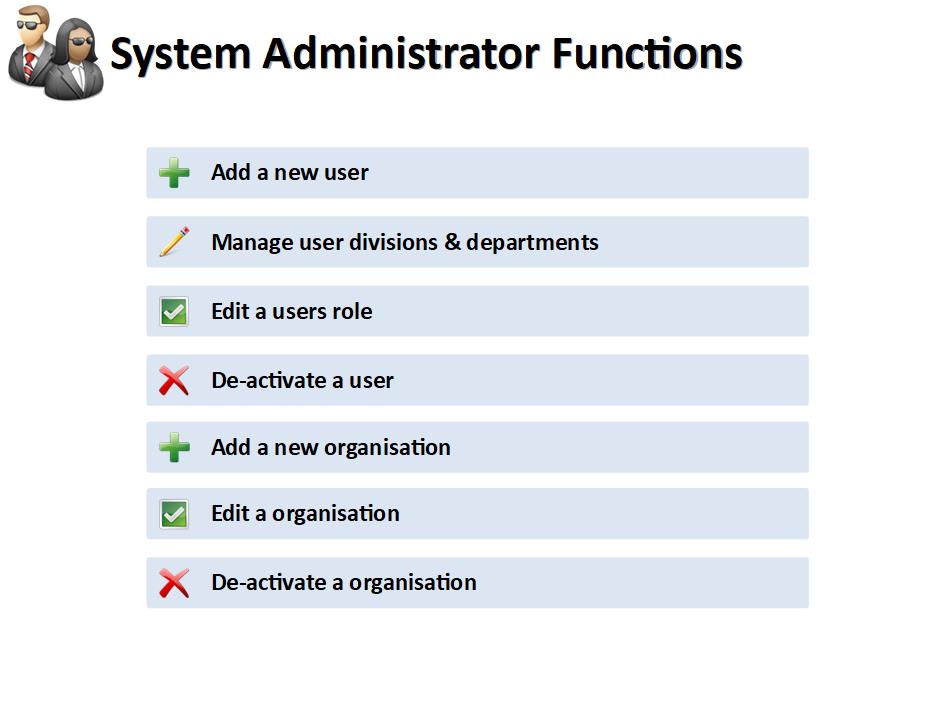 System Administrator Functions
Add a new user
Manage user divisions & departments
Edit a users role
De-activate a user
Add a new organisation
Edit a organisation
De-activate a organisation